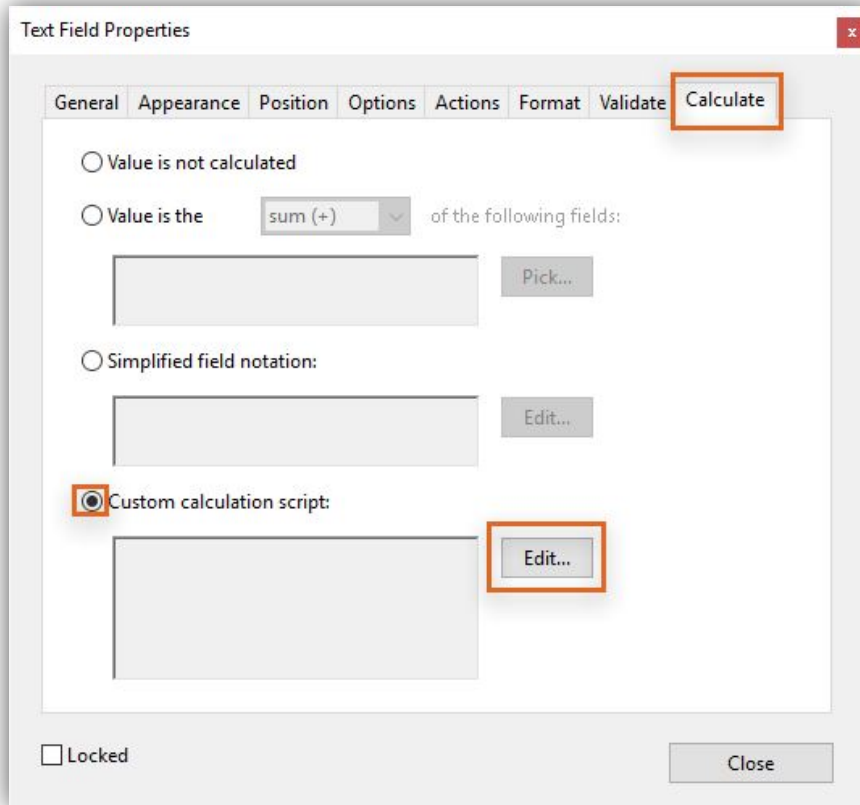 Text Field Properties
x
General Appearance Position Options Actions Format Validate Calculate
Value is not calculated
Value is the sum (+) of the following fields:
Pick...
Simplified field notation:
Edit...
Custom calculation script:
Edit...
Locked
Close